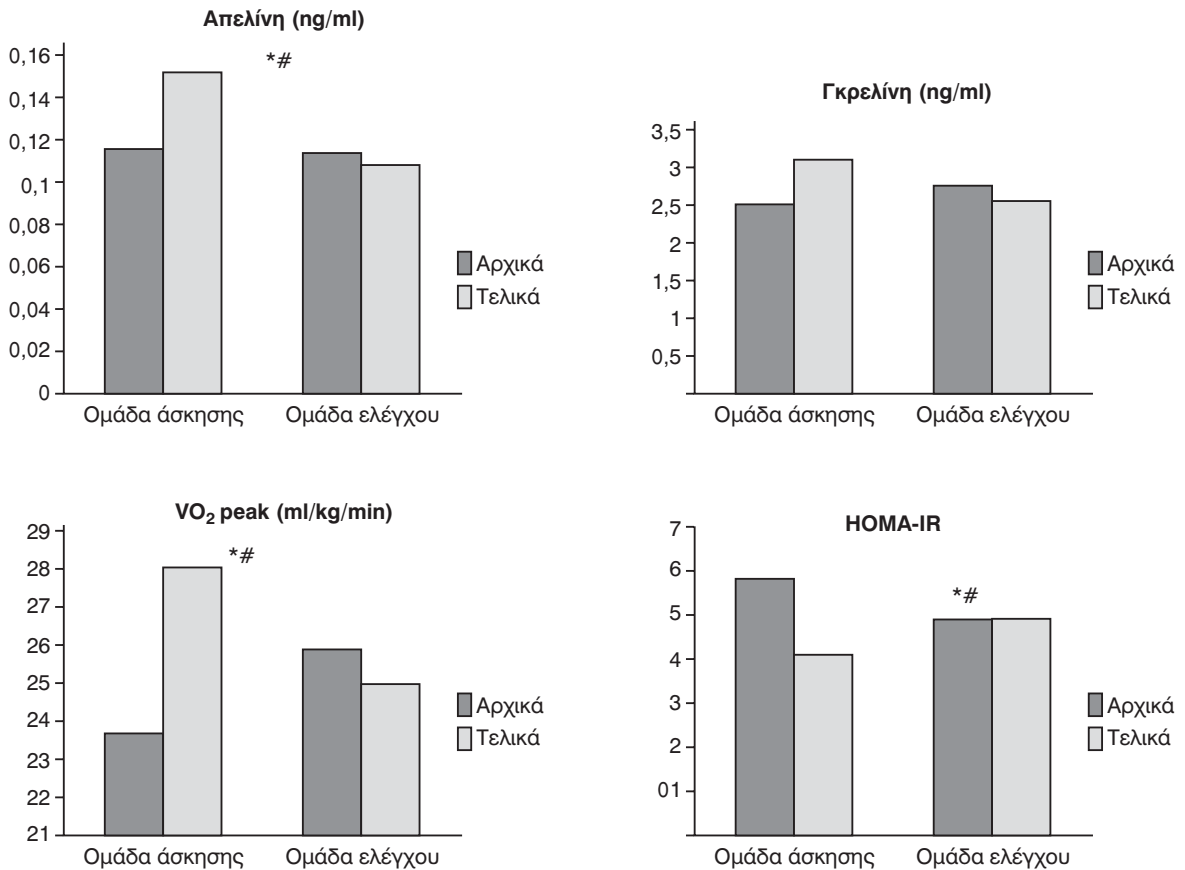 Απελίνη (ng/ml)
0,16
0,14
0,12
0,1
0,08
0,06
0,04
0,02
0
*#
Ομάδα άσκησης
Ομάδα ελέγχου
Αρχικά
Τελικά
Γκρελίνη (ng/ml)
3,5
3
2,5
2
1,5
1
0,5
Ομάδα άσκησης
Ομάδα ελέγχου
Αρχικά
Τελικά
VO2 peak (ml/kg/min)
29
28
27
26
25
24
23
22
21
*#
Ομάδα άσκησης
Ομάδα ελέγχου
Αρχικά
Τελικά
HOMA-IR
7
6
5
4
3
2
01
*#
Ομάδα άσκησης
Ομάδα ελέγχου
Αρχικά
Τελικά